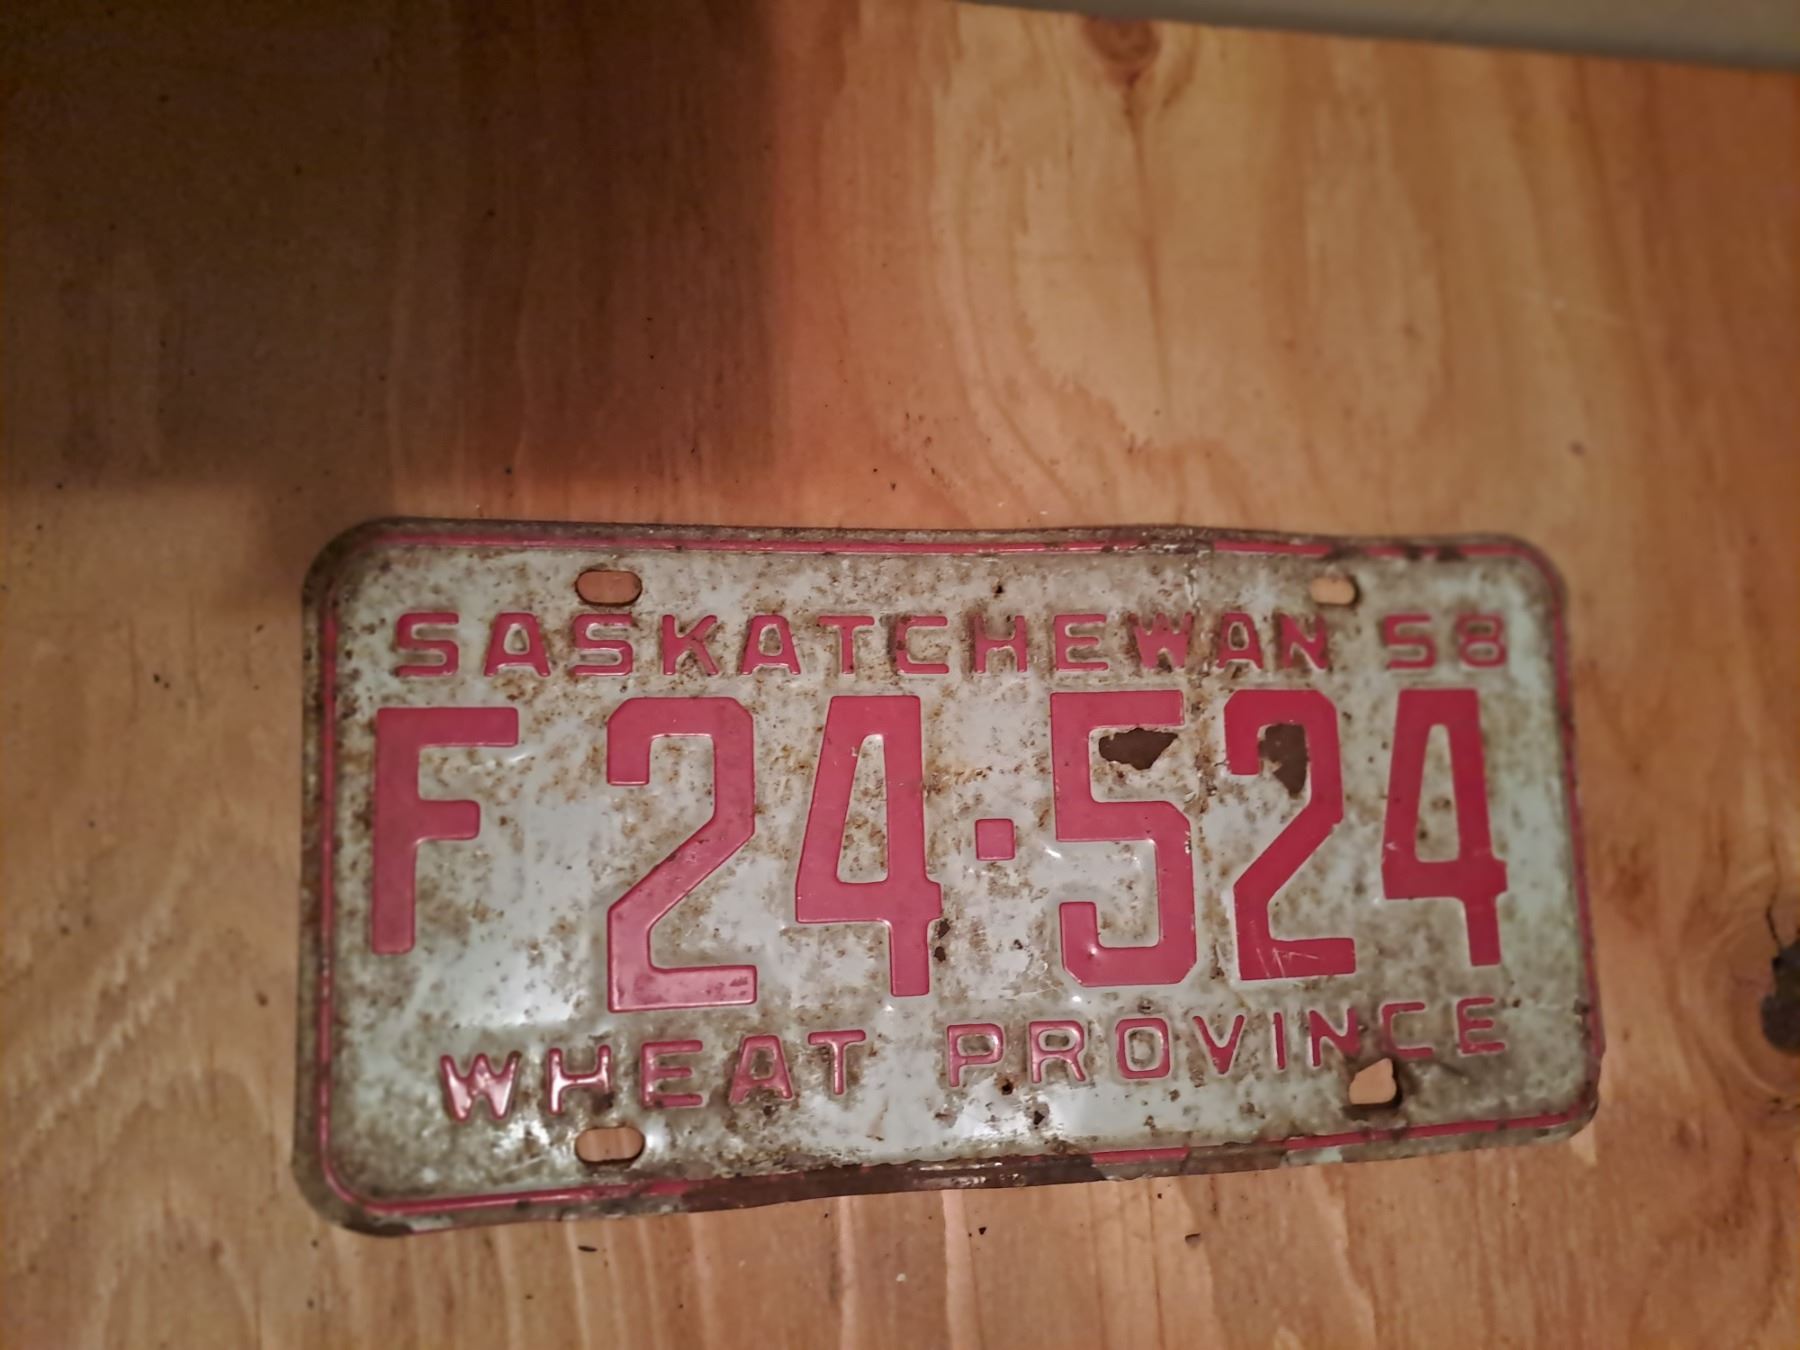 SASKATCHEWAN 58
F 24·524
WHEAT PROVINCE